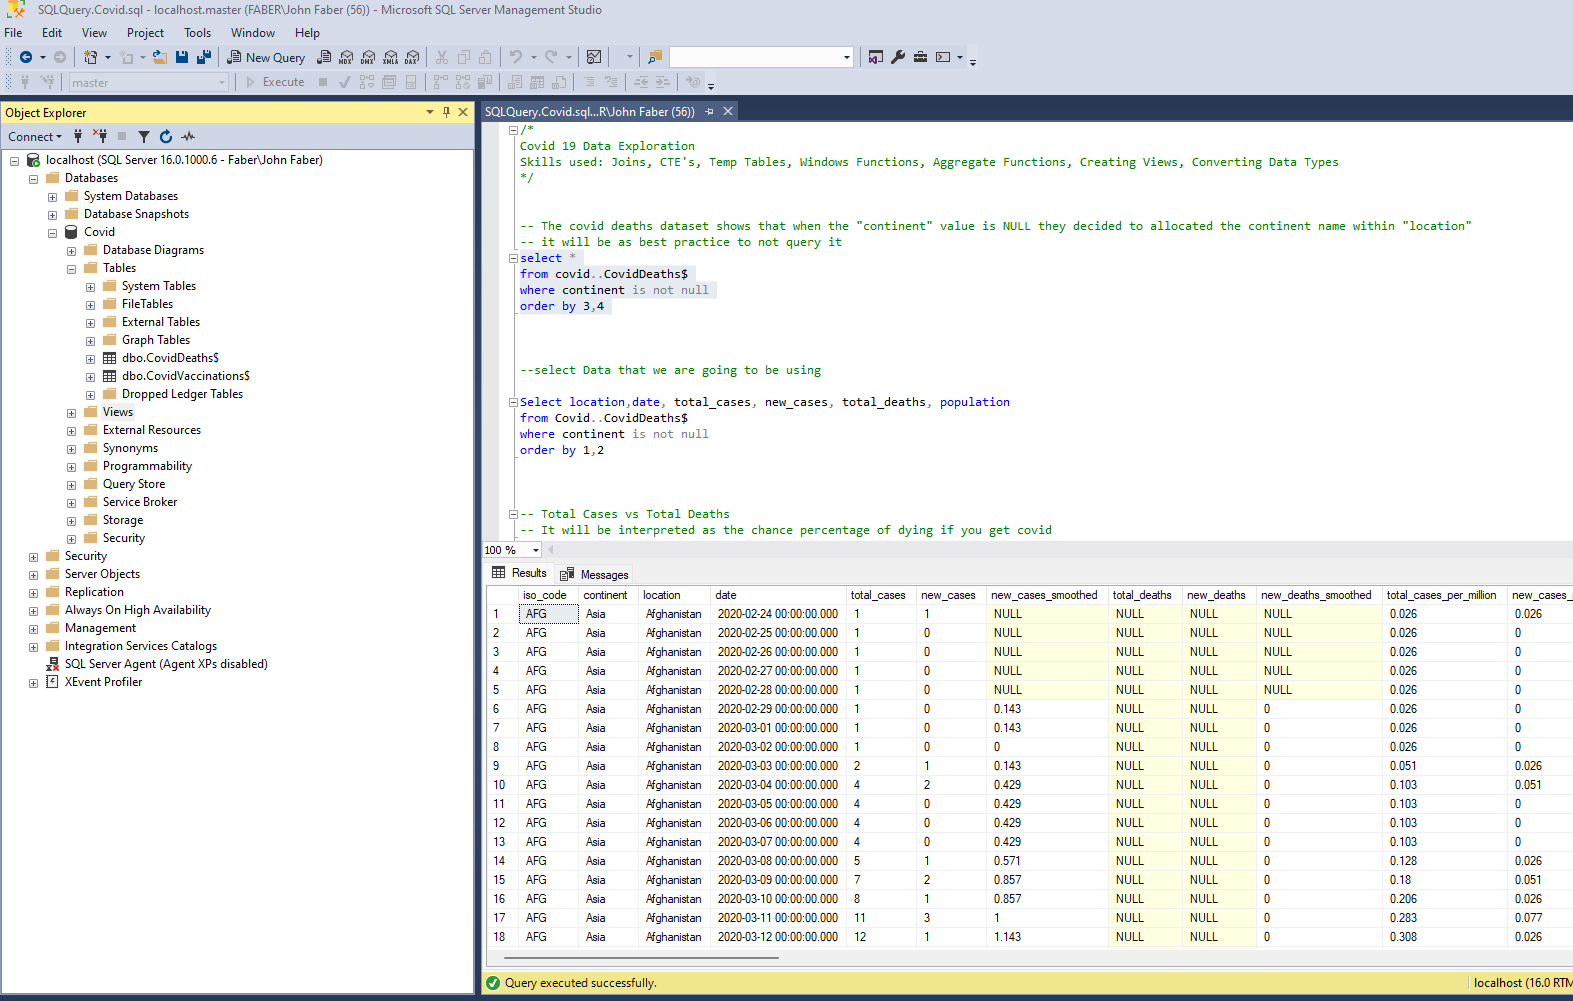 SQLQuery.Covid.sql - localhost.master (FABER\John Faber (56)) - Microsoft SQL Server Management Studio
File Edit View Project Tools Window Help
New Query MDX DMX XMLA DAX
master Execute
Object Explorer
Connect
localhost (SQL Server 16.0.1000.6 - Faber\John Faber)
Databases
System Databases
Database Snapshots
Covid
Database Diagrams
Tables
System Tables
FileTables
External Tables
Graph Tables
dbo.CovidDeaths$
dbo.CovidVaccinations$
Dropped Ledger Tables
Views
External Resources
Synonyms
Programmability
Query Store
Service Broker
Storage
Security
Security
Server Objects
Replication
Always On High Availability
Management
Integration Services Catalogs
SQL Server Agent (Agent XPs disabled)
XEvent Profiler
SQLQuery.Covid.sql...R\John Faber (56))
/*
Covid 19 Data Exploration
Skills used: Joins, CTE's, Temp Tables, Windows Functions, Aggregate Functions, Creating Views, Converting Data Types
*/
-- The covid deaths dataset shows that when the "continent" value is NULL they decided to allocated the continent name within "location"
-- it will be as best practice to not query it
select *
from covid..CovidDeaths$
where continent is not null
order by 3,4
--select Data that we are going to be using
Select location,date, total_cases, new_cases, total_deaths, population
from Covid..CovidDeaths$
where continent is not null
order by 1,2
-- Total Cases vs Total Deaths
-- It will be interpreted as the chance percentage of dying if you get covid
100 %
Results Messages
iso_code continent location date total_cases new_cases new_cases_smoothed total_deaths new_deaths new_deaths_smoothed total_cases_per_million new_cases_
1 AFG Asia Afghanistan 2020-02-24 00:00:00.000 1 1 NULL NULL NULL NULL 0.026 0.026
2 AFG Asia Afghanistan 2020-02-25 00:00:00.000 1 0 NULL NULL NULL NULL 0.026 0
3 AFG Asia Afghanistan 2020-02-26 00:00:00.000 1 0 NULL NULL NULL NULL 0.026 0
4 AFG Asia Afghanistan 2020-02-27 00:00:00.000 1 0 NULL NULL NULL NULL 0.026 0
5 AFG Asia Afghanistan 2020-02-28 00:00:00.000 1 0 NULL NULL NULL NULL 0.026 0
6 AFG Asia Afghanistan 2020-02-29 00:00:00.000 1 0 0.143 NULL NULL 0 0.026 0
7 AFG Asia Afghanistan 2020-03-01 00:00:00.000 1 0 0.143 NULL NULL 0 0.026 0
8 AFG Asia Afghanistan 2020-03-02 00:00:00.000 1 0 0 NULL NULL 0 0.026 0
9 AFG Asia Afghanistan 2020-03-03 00:00:00.000 2 1 0.143 NULL NULL 0 0.051 0.026
10 AFG Asia Afghanistan 2020-03-04 00:00:00.000 4 2 0.429 NULL NULL 0 0.103 0.051
11 AFG Asia Afghanistan 2020-03-05 00:00:00.000 4 0 0.429 NULL NULL 0 0.103 0
12 AFG Asia Afghanistan 2020-03-06 00:00:00.000 4 0 0.429 NULL NULL 0 0.103 0
13 AFG Asia Afghanistan 2020-03-07 00:00:00.000 4 0 0.429 NULL NULL 0 0.103 0
14 AFG Asia Afghanistan 2020-03-08 00:00:00.000 5 1 0.571 NULL NULL 0 0.128 0.026
15 AFG Asia Afghanistan 2020-03-09 00:00:00.000 7 2 0.857 NULL NULL 0 0.18 0.051
16 AFG Asia Afghanistan 2020-03-10 00:00:00.000 8 1 0.857 NULL NULL 0 0.206 0.026
17 AFG Asia Afghanistan 2020-03-11 00:00:00.000 11 3 1 NULL NULL 0 0.283 0.077
18 AFG Asia Afghanistan 2020-03-12 00:00:00.000 12 1 1.143 NULL NULL 0 0.308 0.026
Query executed successfully. localhost (16.0 RTM